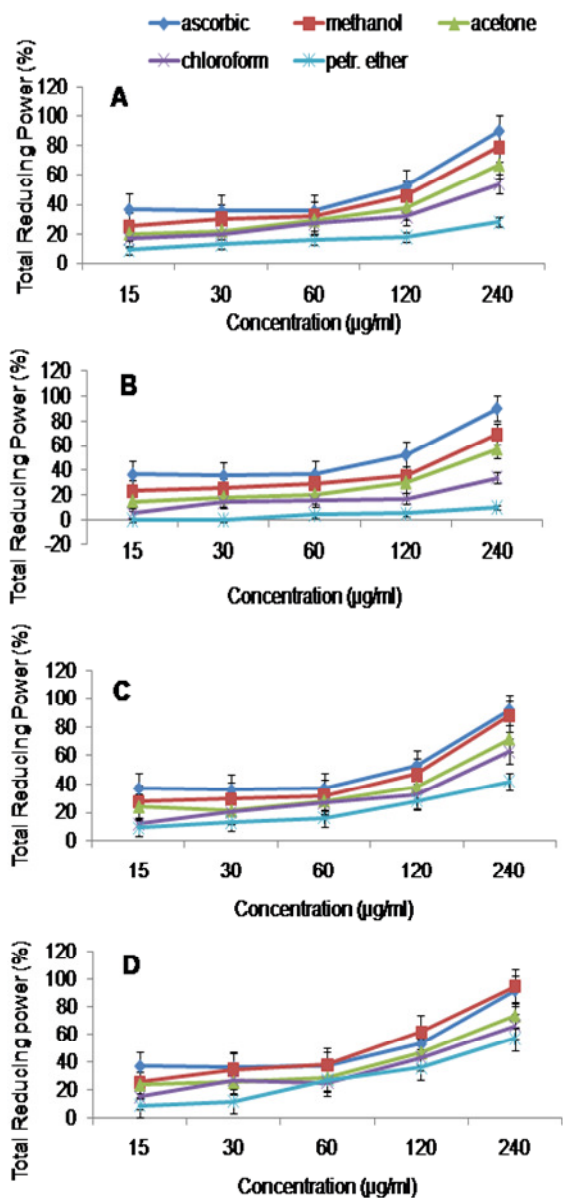 ascorbic methanol acetone
chloroform petr. ether
A
Total Reducing Power (%)
120
100
80
60
40
20
0
15 30 60 120 240
Concentration (µg/ml)
B
Total Reducing Power (%)
120
100
80
60
40
20
0
-20
15 30 60 120 240
Concentration (µg/ml)
C
Total Reducing Power (%)
120
100
80
60
40
20
0
15 30 60 120 240
Concentration (µg/ml)
D
Total Reducing power (%)
120
100
80
60
40
20
0
15 30 60 120 240
Concentration (µg/ml)